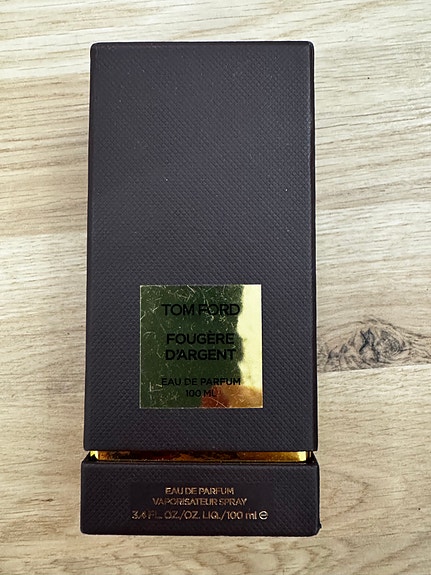 TOM FORD
FOUGÈRE
D'ARGENT
EAU DE PARFUM
100 ML
EAU DE PARFUM
VAPORISATEUR SPRAY
3.4 FL. OZ./OZ. LIQ./100 ml ℮